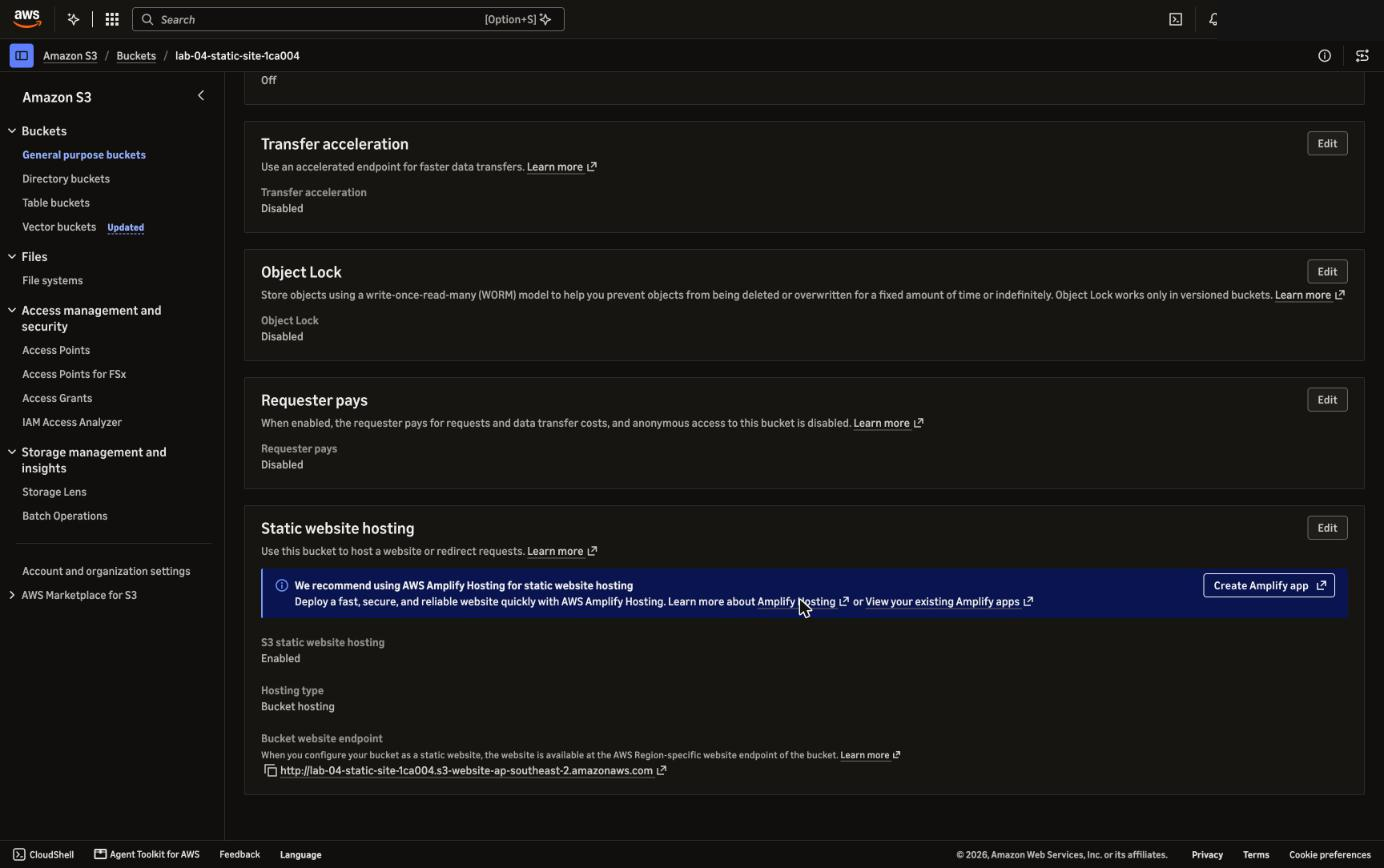 aws
Search [Option+S]
Amazon S3 / Buckets / lab-04-static-site-1ca004
Amazon S3
Buckets
General purpose buckets
Directory buckets
Table buckets
Vector buckets Updated
Files
File systems
Access management and
security
Access Points
Access Points for FSx
Access Grants
IAM Access Analyzer
Storage management and
insights
Storage Lens
Batch Operations
Account and organization settings
AWS Marketplace for S3
Off
Transfer acceleration
Edit
Use an accelerated endpoint for faster data transfers. Learn more
Transfer acceleration
Disabled
Object Lock
Edit
Store objects using a write-once-read-many (WORM) model to help you prevent objects from being deleted or overwritten for a fixed amount of time or indefinitely. Object Lock works only in versioned buckets. Learn more
Object Lock
Disabled
Requester pays
Edit
When enabled, the requester pays for requests and data transfer costs, and anonymous access to this bucket is disabled. Learn more
Requester pays
Disabled
Static website hosting
Edit
Use this bucket to host a website or redirect requests. Learn more
We recommend using AWS Amplify Hosting for static website hosting
Deploy a fast, secure, and reliable website quickly with AWS Amplify Hosting. Learn more about Amplify Hosting or View your existing Amplify apps
Create Amplify app
S3 static website hosting
Enabled
Hosting type
Bucket hosting
Bucket website endpoint
When you configure your bucket as a static website, the website is available at the AWS Region-specific website endpoint of the bucket. Learn more
http://lab-04-static-site-1ca004.s3-website-ap-southeast-2.amazonaws.com
CloudShell Agent Toolkit for AWS Feedback Language
© 2026, Amazon Web Services, Inc. or its affiliates. Privacy Terms Cookie preferences